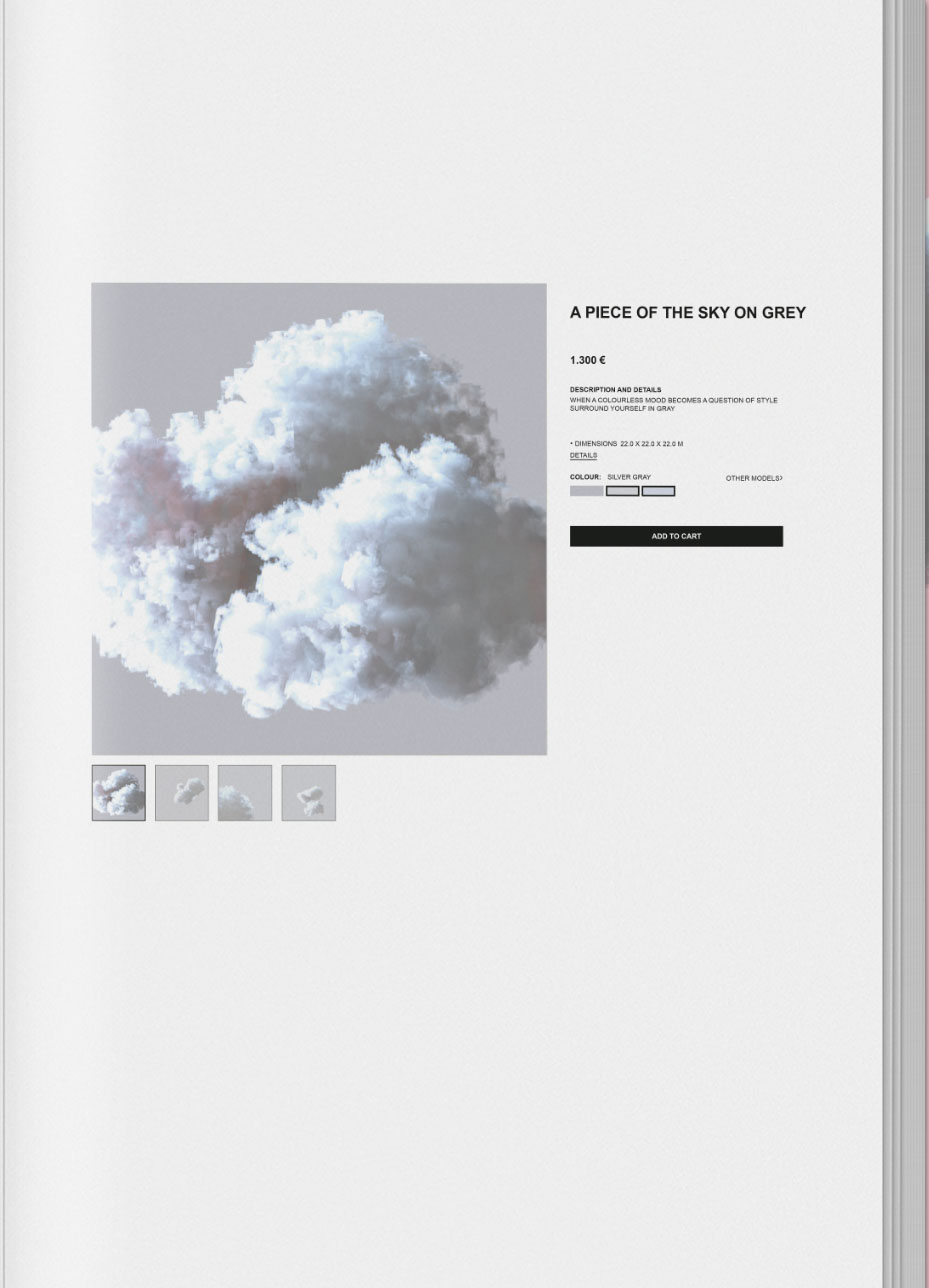 A PIECE OF THE SKY ON GREY
1.300 €
DESCRIPTION AND DETAILS
WHEN A COLOURLESS MOOD BECOMES A QUESTION OF STYLE
SURROUND YOURSELF IN GRAY
• DIMENSIONS 22.0 X 22.0 X 22.0 M
DETAILS
COLOUR: SILVER GRAY
OTHER MODELS>
ADD TO CART